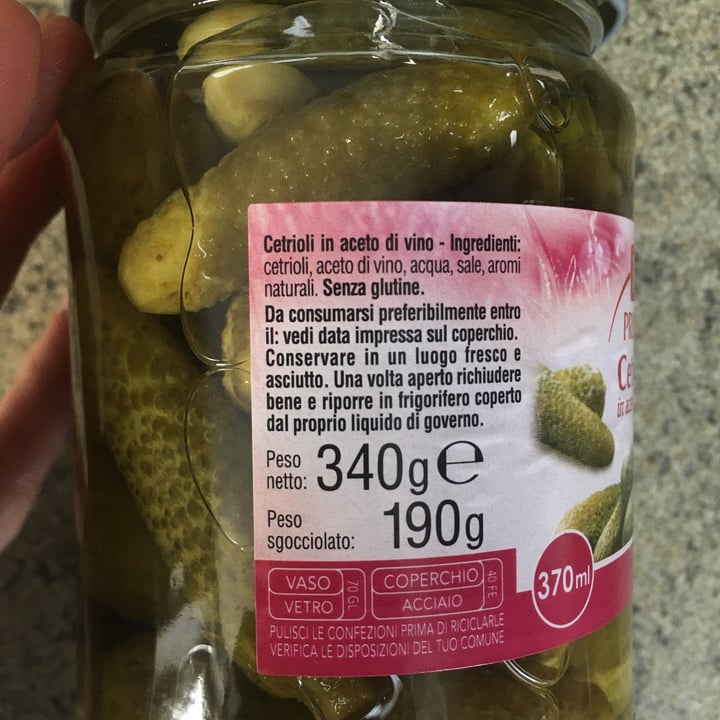 Cetrioli in aceto di vino - Ingredienti:
cetrioli, aceto di vino, acqua, sale, aromi
naturali. Senza glutine.
Da consumarsi preferibilmente entro
il: vedi data impressa sul coperchio.
Conservare in un luogo fresco e
asciutto. Una volta aperto richiudere
bene e riporre in frigorifero coperto
dal proprio liquido di governo.
Peso
netto: 340g e
Peso
sgocciolato: 190g
VASO
VETRO
70 GL
COPERCHIO
ACCIAIO
40 FE
370ml
PULISCI LE CONFEZIONI PRIMA DI RICICLARLE
VERIFICA LE DISPOSIZIONI DEL TUO COMUNE